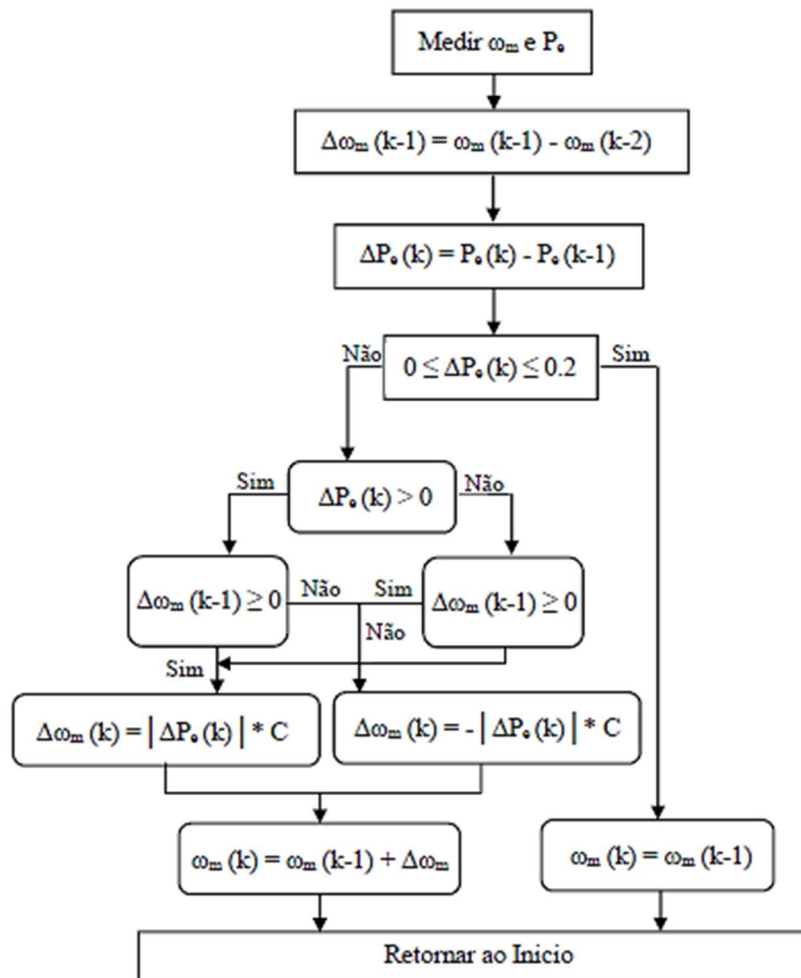 Medir ωₘ e Pₑ
Δωₘ (k-1) = ωₘ (k-1) - ωₘ (k-2)
ΔPₑ (k) = Pₑ (k) - Pₑ (k-1)
Não
0 ≤ ΔPₑ (k) ≤ 0.2
Sim
Sim
ΔPₑ (k) > 0
Não
Δωₘ (k-1) ≥ 0
Não
Sim
Δωₘ (k-1) ≥ 0
Não
Sim
Δωₘ (k) = | ΔPₑ (k) | * C
Δωₘ (k) = - | ΔPₑ (k) | * C
ωₘ (k) = ωₘ (k-1) + Δωₘ
ωₘ (k) = ωₘ (k-1)
Retornar ao Inicio